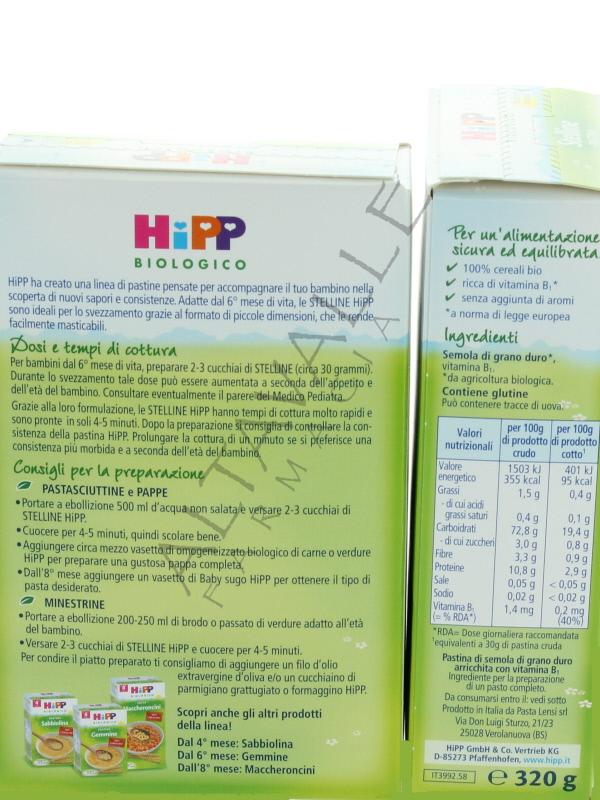 HiPP
BIOLOGICO
HiPP ha creato una linea di pastine pensate per accompagnare il tuo bambino nella
scoperta di nuovi sapori e consistenze. Adatte dal 6° mese di vita, le STELLINE HiPP
sono ideali per lo svezzamento grazie al formato di piccole dimensioni, che le rende
facilmente masticabili.
Dosi e tempi di cottura
Per bambini dal 6° mese di vita, preparare 2-3 cucchiai di STELLINE (circa 30 grammi).
Durante lo svezzamento tale dose può essere aumentata a seconda dell'appetito e
dell'età del bambino. Consultare eventualmente il parere del Medico Pediatra.
Grazie alla loro formulazione, le STELLINE HiPP hanno tempi di cottura molto rapidi e
sono pronte in soli 4-5 minuti. Dopo la preparazione si consiglia di controllare la con-
sistenza della pastina HiPP. Prolungare la cottura di un minuto se si preferisce una
consistenza più morbida e a seconda dell'età del bambino.
Consigli per la preparazione
PASTASCIUTTINE e PAPPE
•Portare a ebollizione 500 ml d'acqua non salata e versare 2-3 cucchiai di
STELLINE HiPP.
•Cuocere per 4-5 minuti, quindi scolare bene.
•Aggiungere circa mezzo vasetto di omogeneizzato biologico di carne o verdure
HiPP per preparare una gustosa pappa completa.
•Dall'8° mese aggiungere un vasetto di Baby sugo HiPP per ottenere il tipo di
pasta desiderato.
MINESTRINE
•Portare a ebollizione 200-250 ml di brodo o passato di verdure adatto all'età
del bambino.
•Versare 2-3 cucchiai di STELLINE HiPP e cuocere per 4-5 minuti.
Per condire il piatto preparato ti consigliamo di aggiungere un filo d'olio
extravergine d'oliva e/o un cucchiaino di
parmigiano grattugiato o formaggino HiPP.
Scopri anche gli altri prodotti
della linea!
Dal 4° mese: Sabbiolina
Dal 6° mese: Gemmine
Dall'8° mese: Maccheroncini
HiPP
Sabbiolina
HiPP
Gemmine
HiPP
Maccheroncini
HiPP
Per un'alimentazione
sicura ed equilibrata
✔ 100% cereali bio
✔ ricca di vitamina B₁*
✔ senza aggiunta di aromi
*a norma di legge europea
Ingredienti
Semola di grano duro*,
vitamina B₁.
*da agricoltura biologica.
Contiene glutine
Può contenere tracce di uova.
Valori nutrizionali per 100g di prodotto crudo per 100g di prodotto cotto¹
Valore energetico 1503 kJ 355 kcal 401 kJ 95 kcal
Grassi 1,5 g 0,4 g
- di cui acidi grassi saturi 0,4 g 0,1 g
Carboidrati 72,8 g 19,4 g
- di cui zuccheri 3,0 g 0,8 g
Fibre 3,3 g 0,9 g
Proteine 10,8 g 2,9 g
Sale 0,05 g < 0,05 g
Sodio 0,02 g < 0,02 g
Vitamina B₁ (= % RDA*) 1,4 mg 0,2 mg (40%)
*RDA= Dose giornaliera raccomandata
¹equivalenti a 30g di pastina cruda
Pastina di semola di grano duro
arricchita con vitamina B₁
Ingrediente per la preparazione
di un pasto completo.
Da consumarsi entro il: vedi sotto
Prodotto in Italia da Pasta Lensi srl
Via Don Luigi Sturzo, 21/23
25028 Verolanuova (BS)
HiPP GmbH & Co. Vertrieb KG
D-85273 Pfaffenhofen, www.hipp.it
IT3992.58
e 320 g
ALTAVALLE
FARMACIA